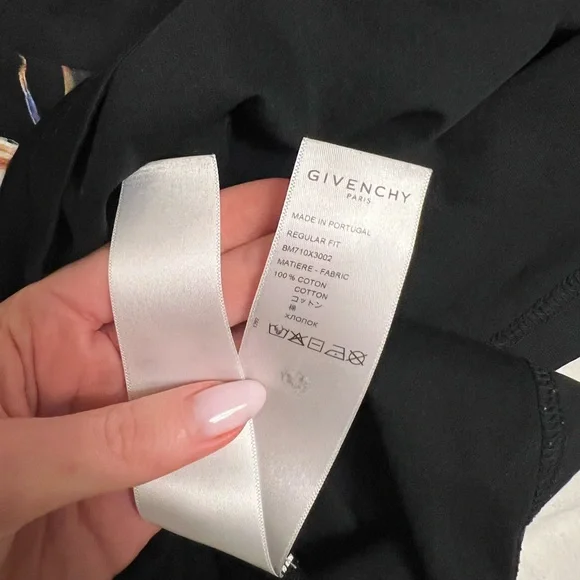 GIVENCHY
PARIS
MADE IN PORTUGAL
REGULAR FIT
BM710X3002
MATIERE - FABRIC
100 % COTON
COTTON
コットン
棉
ХЛОПОК